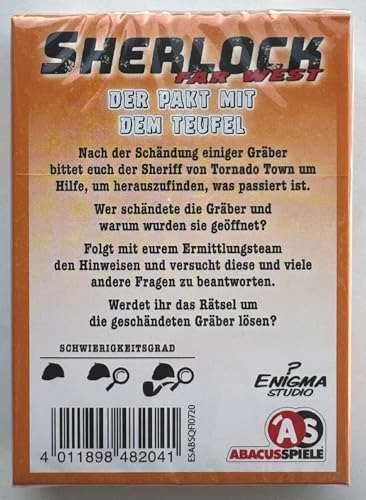 SHERLOCK
FAR WEST
DER PAKT MIT
DEM TEUFEL
Nach der Schändung einiger Gräber
bittet euch der Sheriff von Tornado Town um
Hilfe, um herauszufinden, was passiert ist.
Wer schändete die Gräber und
warum wurden sie geöffnet?
Folgt mit eurem Ermittlungsteam
den Hinweisen und versucht diese und viele
andere Fragen zu beantworten.
Werdet ihr das Rätsel um
die geschändeten Gräber lösen?
SCHWIERIGKEITSGRAD
ENIGMA
STUDIO
ESABSQFI0720
4 011898 482041 >
AS
ABACUSSPIELE